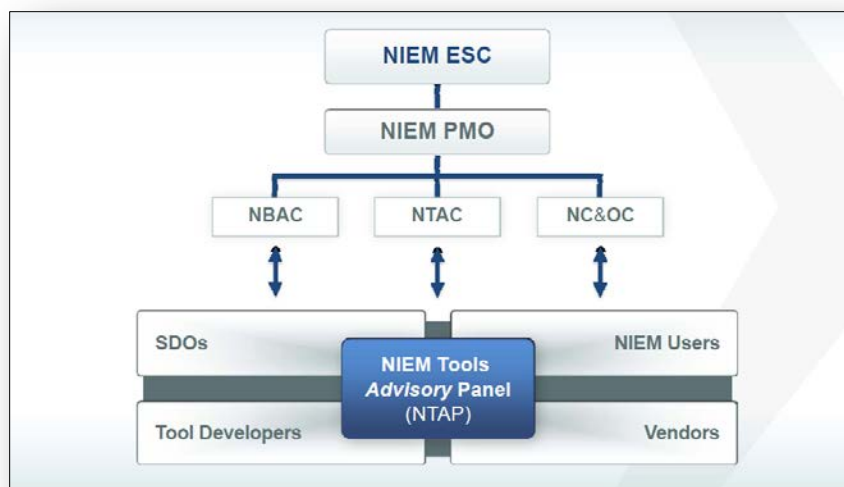 NIEM ESC
NIEM PMO
NBAC
NTAC
NC&OC
SDOs
NIEM Users
NIEM Tools
Advisory Panel
(NTAP)
Tool Developers
Vendors